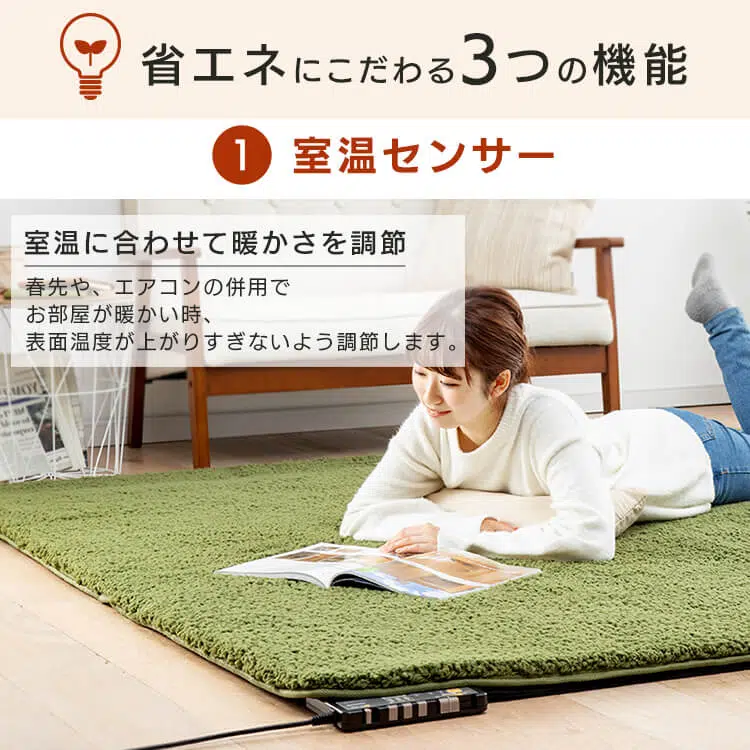 省エネにこだわる3つの機能
1 室温センサー
室温に合わせて暖かさを調節
春先や、エアコンの併用で
お部屋が暖かい時、
表面温度が上がりすぎないよう調節します。